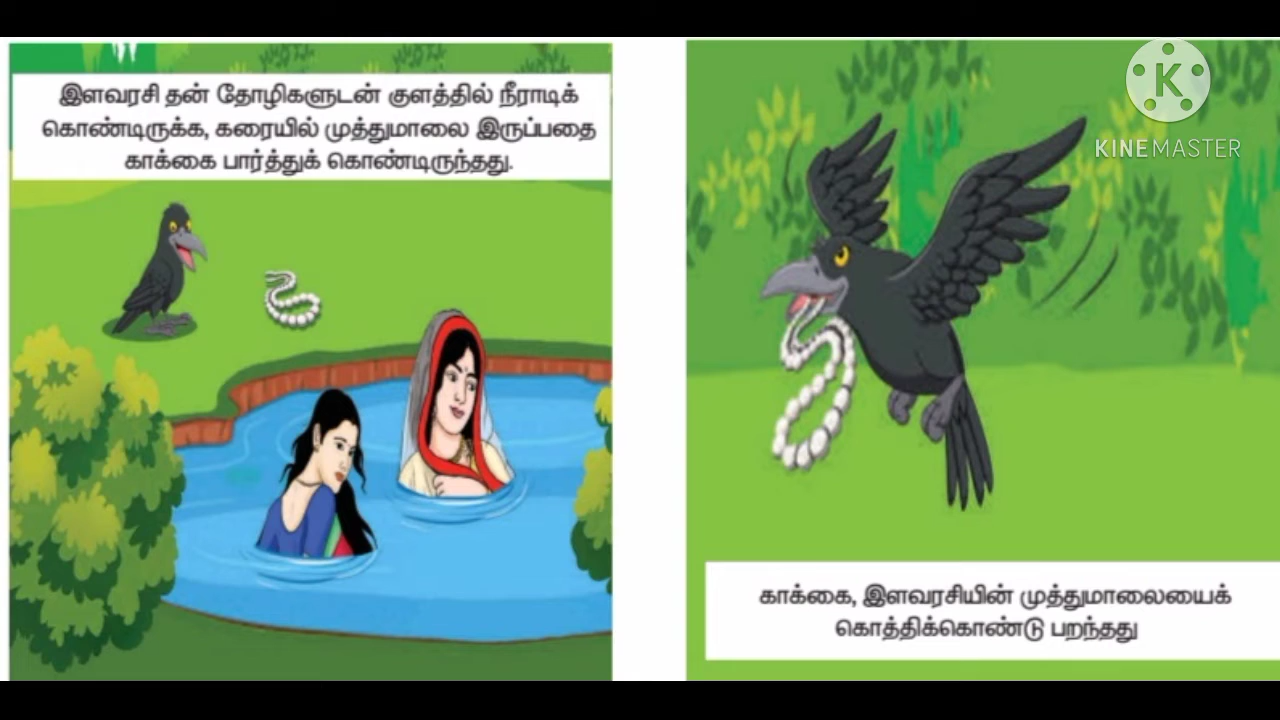 இளவரசி தன் தோழிகளுடன் குளத்தில் நீராடிக்
கொண்டிருக்க, கரையில் முத்துமாலை இருப்பதை
காக்கை பார்த்துக் கொண்டிருந்தது.
K
KINEMASTER
காக்கை, இளவரசியின் முத்துமாலையைக்
கொத்திக்கொண்டு பறந்தது